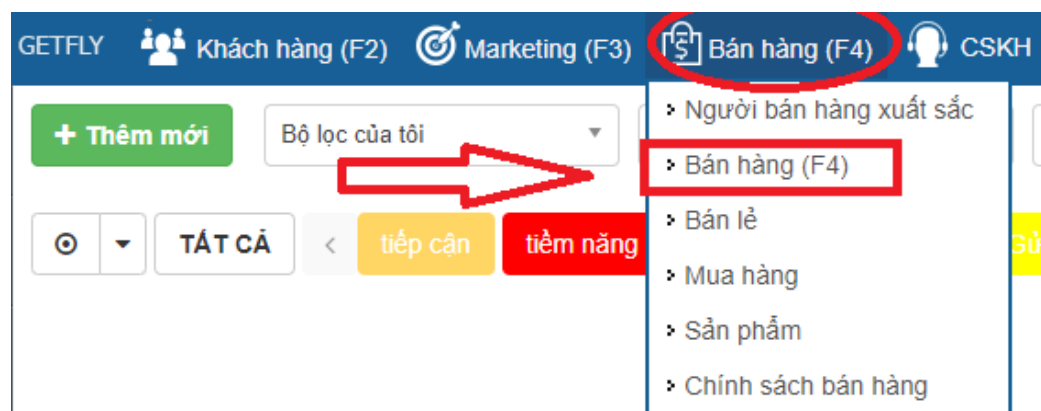 GETFLY Khách hàng (F2) Marketing (F3) Bán hàng (F4) CSKH
+ Thêm mới Bộ lọc của tôi
Người bán hàng xuất sắc
Bán hàng (F4)
Bán lẻ
TẤT CẢ < tiếp cận tiềm năng
Mua hàng
Sản phẩm
Chính sách bán hàng